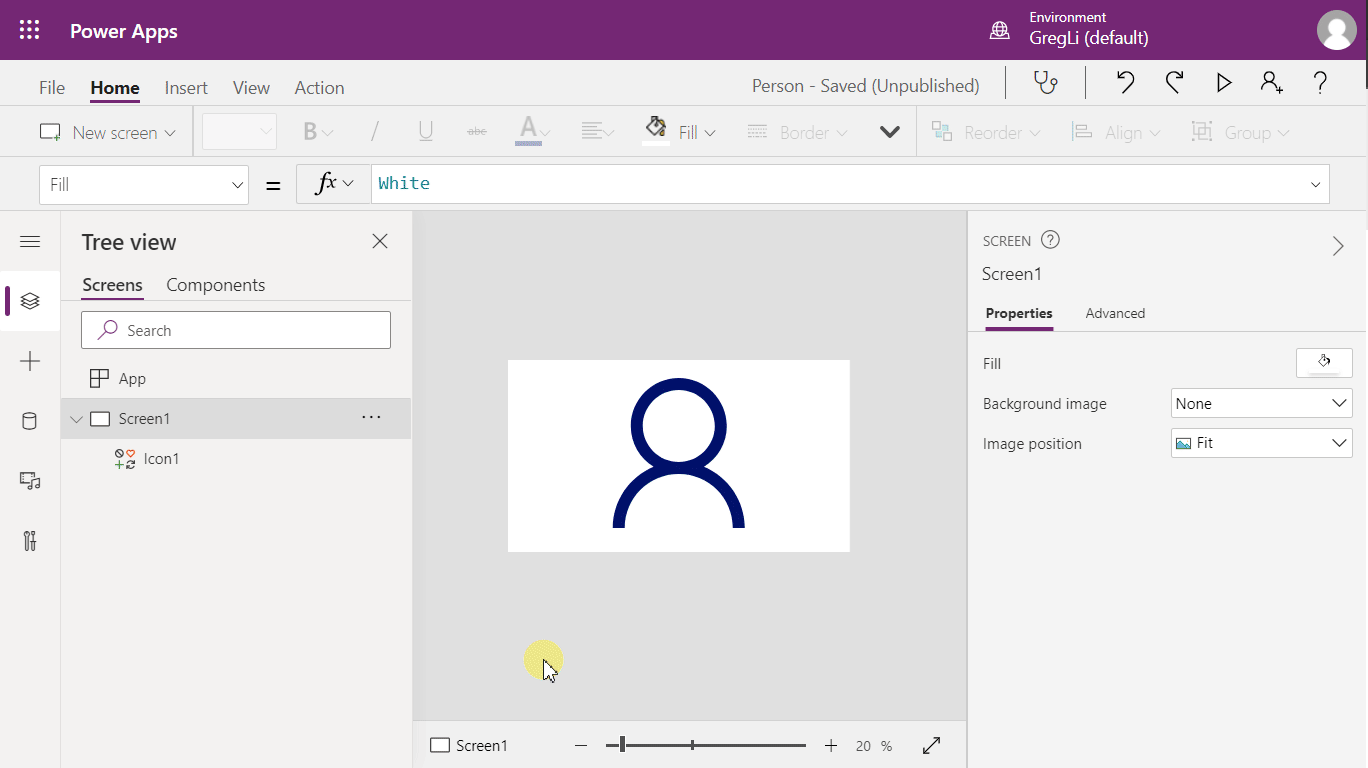 Power Apps
Environment
GregLi (default)
File Home Insert View Action
Person - Saved (Unpublished)
New screen B / U abc A Fill Border Reorder Align Group
Fill = fx White
Tree view
Screens Components
Search
App
Screen1 ...
Icon1
SCREEN ?
Screen1
Properties Advanced
Fill
Background image None
Image position Fit
Screen1 − + 20 %